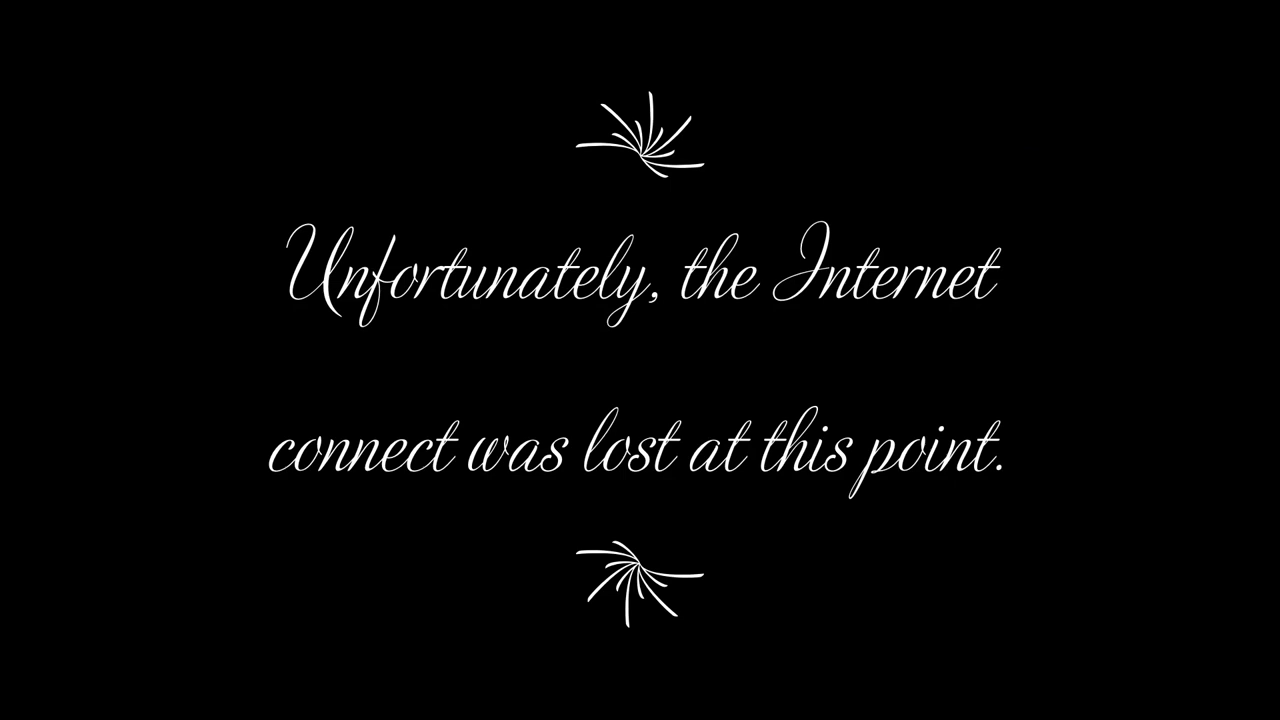 Unfortunately, the Internet
connect was lost at this point.